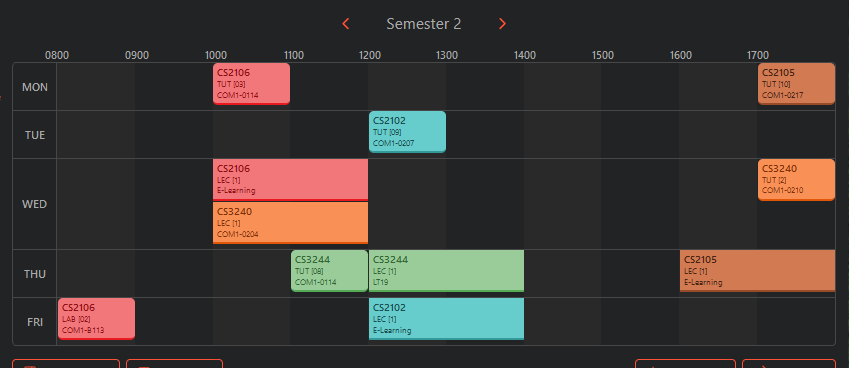 Semester 2
0800 0900 1000 1100 1200 1300 1400 1500 1600 1700
MON
CS2106
TUT [03]
COM1-0114
CS2105
TUT [10]
COM1-0217
TUE
CS2102
TUT [09]
COM1-0207
WED
CS2106
LEC [1]
E-Learning
CS3240
LEC [1]
COM1-0204
CS3240
TUT [2]
COM1-0210
THU
CS3244
TUT [08]
COM1-0114
CS3244
LEC [1]
LT19
CS2105
LEC [1]
E-Learning
FRI
CS2106
LAB [02]
COM1-B113
CS2102
LEC [1]
E-Learning